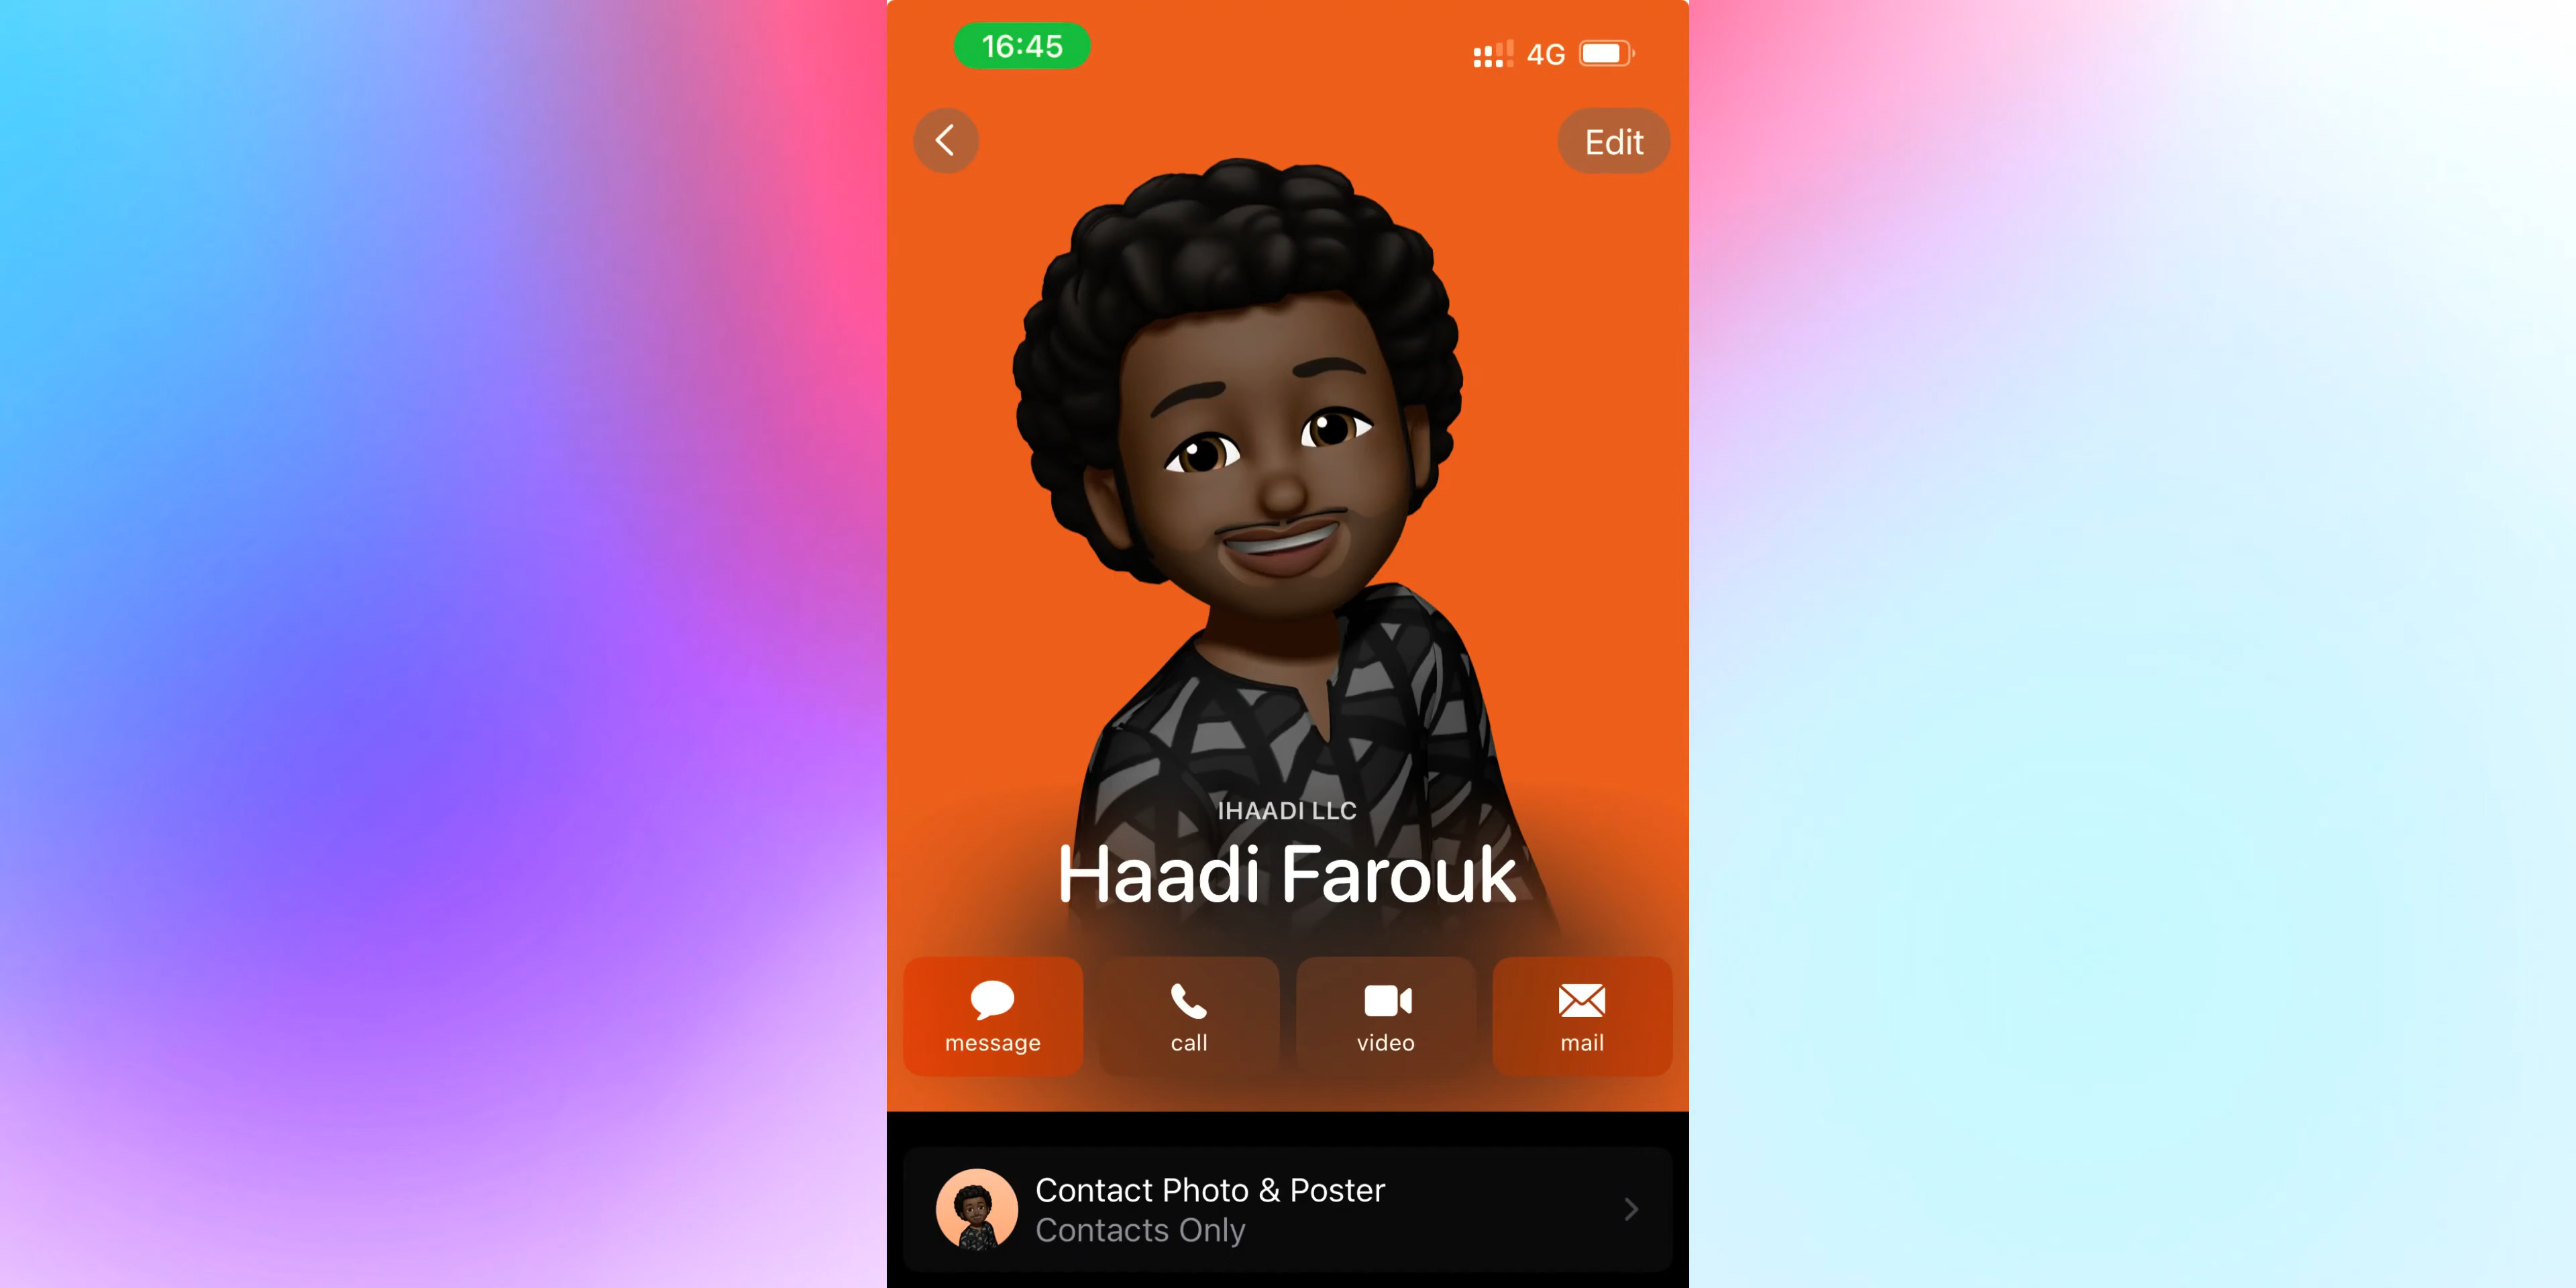 16:45
4G
Edit
IHAADI LLC
Haadi Farouk
message
call
video
mail
Contact Photo & Poster
Contacts Only